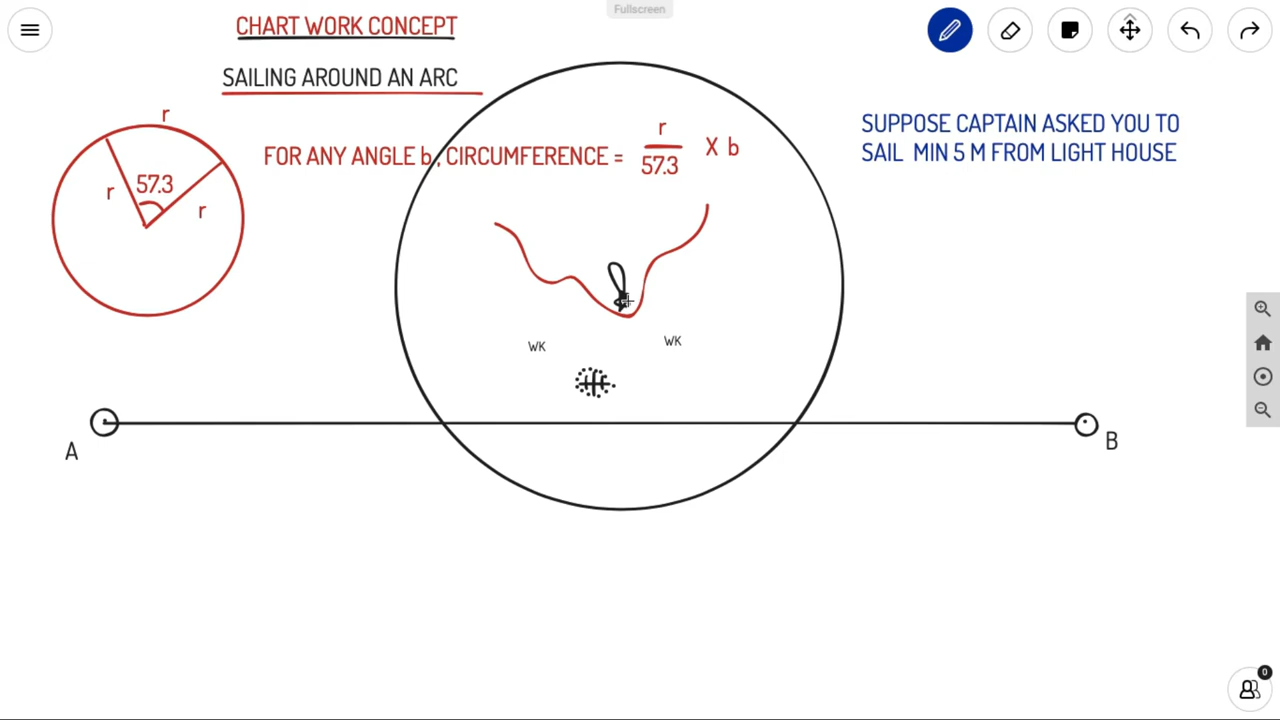 Fullscreen
CHART WORK CONCEPT
SAILING AROUND AN ARC
r
r
57.3
r
FOR ANY ANGLE b, CIRCUMFERENCE = r / 57.3 X b
SUPPOSE CAPTAIN ASKED YOU TO
SAIL MIN 5 M FROM LIGHT HOUSE
WK
WK
A
B
0